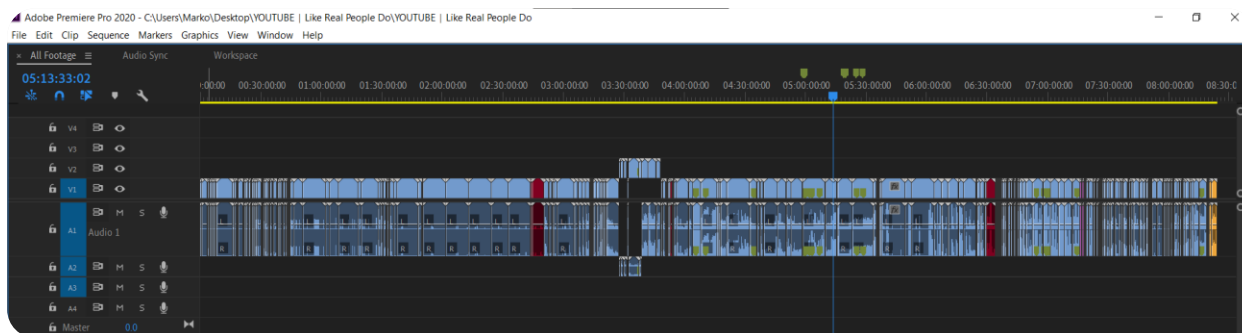 Adobe Premiere Pro 2020 - C:\Users\Marko\Desktop\YOUTUBE | Like Real People Do\YOUTUBE | Like Real People Do
File Edit Clip Sequence Markers Graphics View Window Help
× All Footage ≡ Audio Sync Workspace
05:13:33:02
:00:00 00:30:00:00 01:00:00:00 01:30:00:00 02:00:00:00 02:30:00:00 03:00:00:00 03:30:00:00 04:00:00:00 04:30:00:00 05:00:00:00 05:30:00:00 06:00:00:00 06:30:00:00 07:00:00:00 07:30:00:00 08:00:00:00 08:30:0
V4
V3
V2
V1
M S
A1 Audio 1
A2 M S
A3 M S
A4 M S
Master 0.0